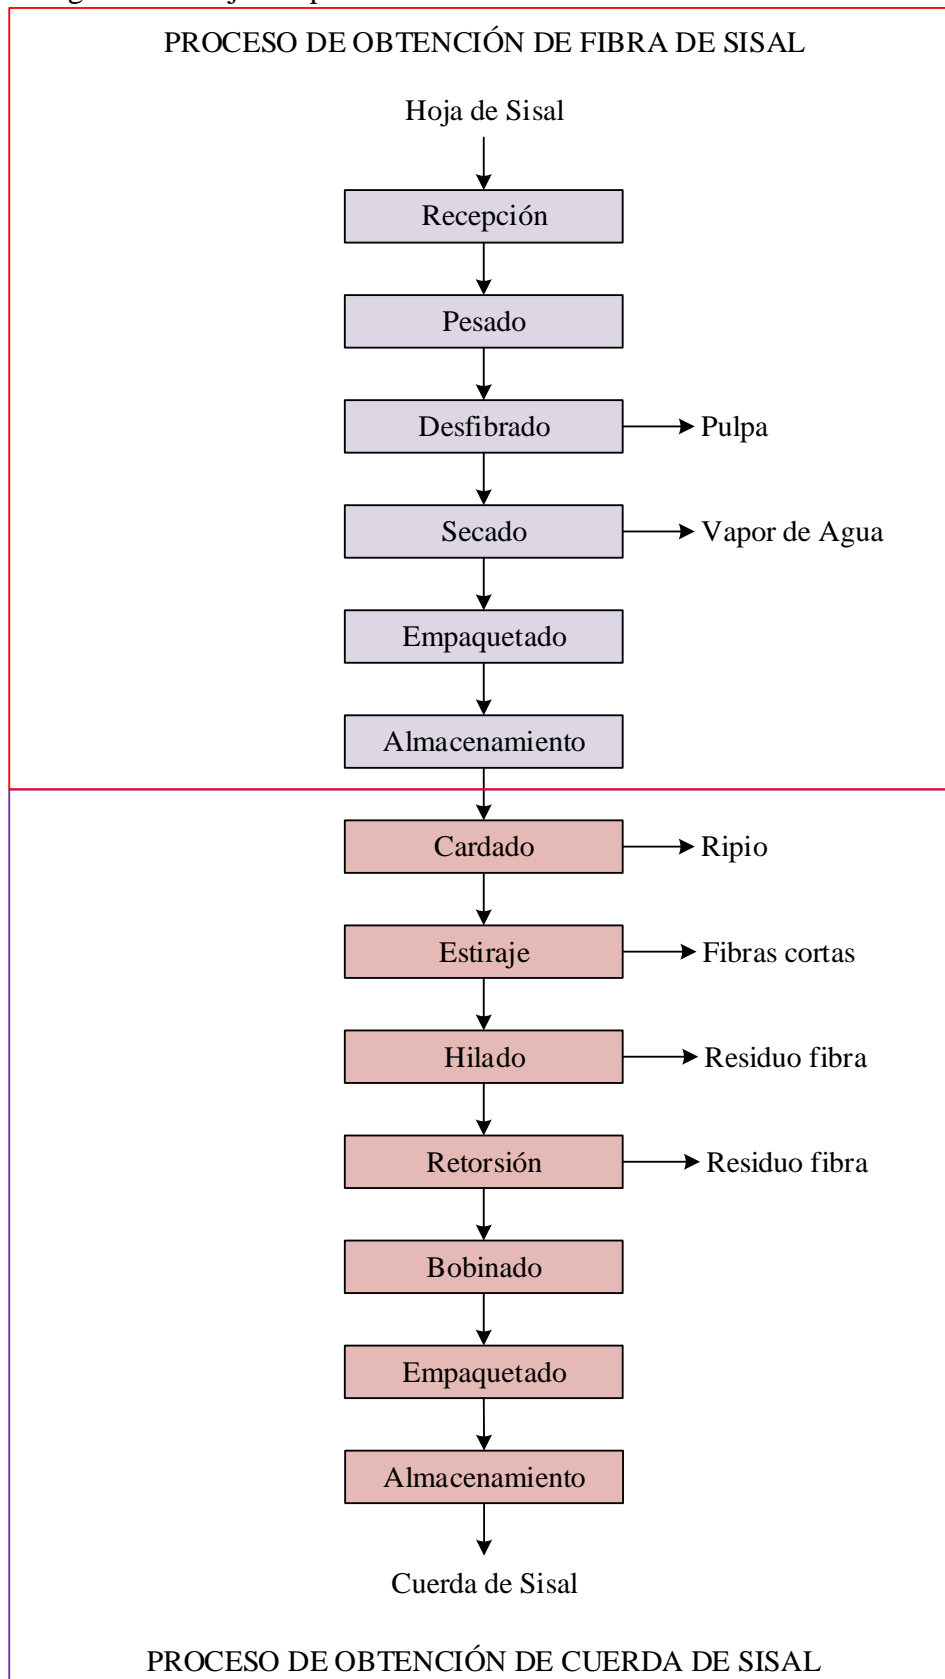 PROCESO DE OBTENCIÓN DE FIBRA DE SISAL
Hoja de Sisal
Recepción
Pesado
Desfibrado
Pulpa
Secado
Vapor de Agua
Empaquetado
Almacenamiento
Cardado
Ripio
Estiraje
Fibras cortas
Hilado
Residuo fibra
Retorsión
Residuo fibra
Bobinado
Empaquetado
Almacenamiento
Cuerda de Sisal
PROCESO DE OBTENCIÓN DE CUERDA DE SISAL